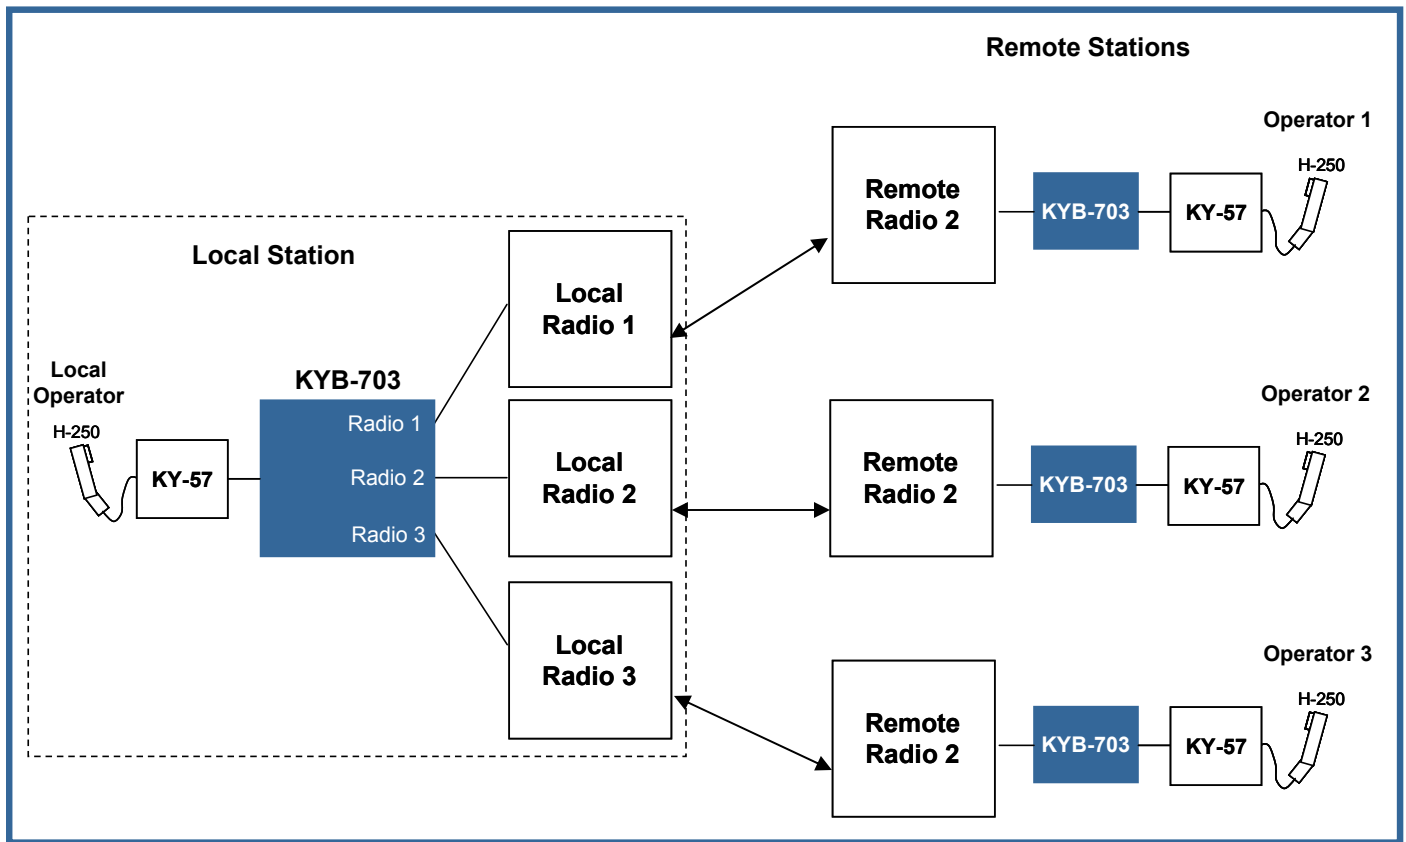 Remote Stations
Operator 1
H-250
Remote
Radio 2
KYB-703
KY-57
Local Station
Local
Radio 1
Local
Operator
H-250
KY-57
KYB-703
Radio 1
Radio 2
Radio 3
Local
Radio 2
Operator 2
H-250
Remote
Radio 2
KYB-703
KY-57
Local
Radio 3
Operator 3
H-250
Remote
Radio 2
KYB-703
KY-57